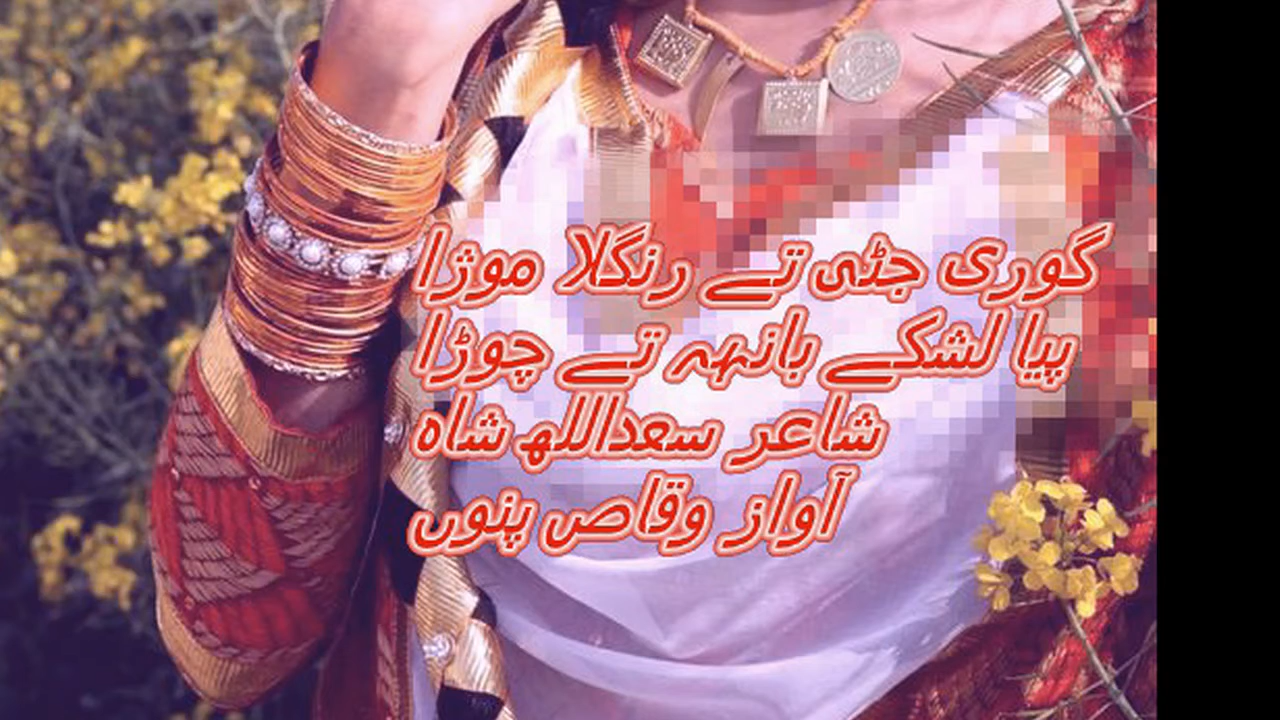 گوری جٹی تے رنگلا موڑا
پیا لشکے بانہہ تے چوڑا
شاعر سعداللہ شاہ
آواز وقاص پنوں